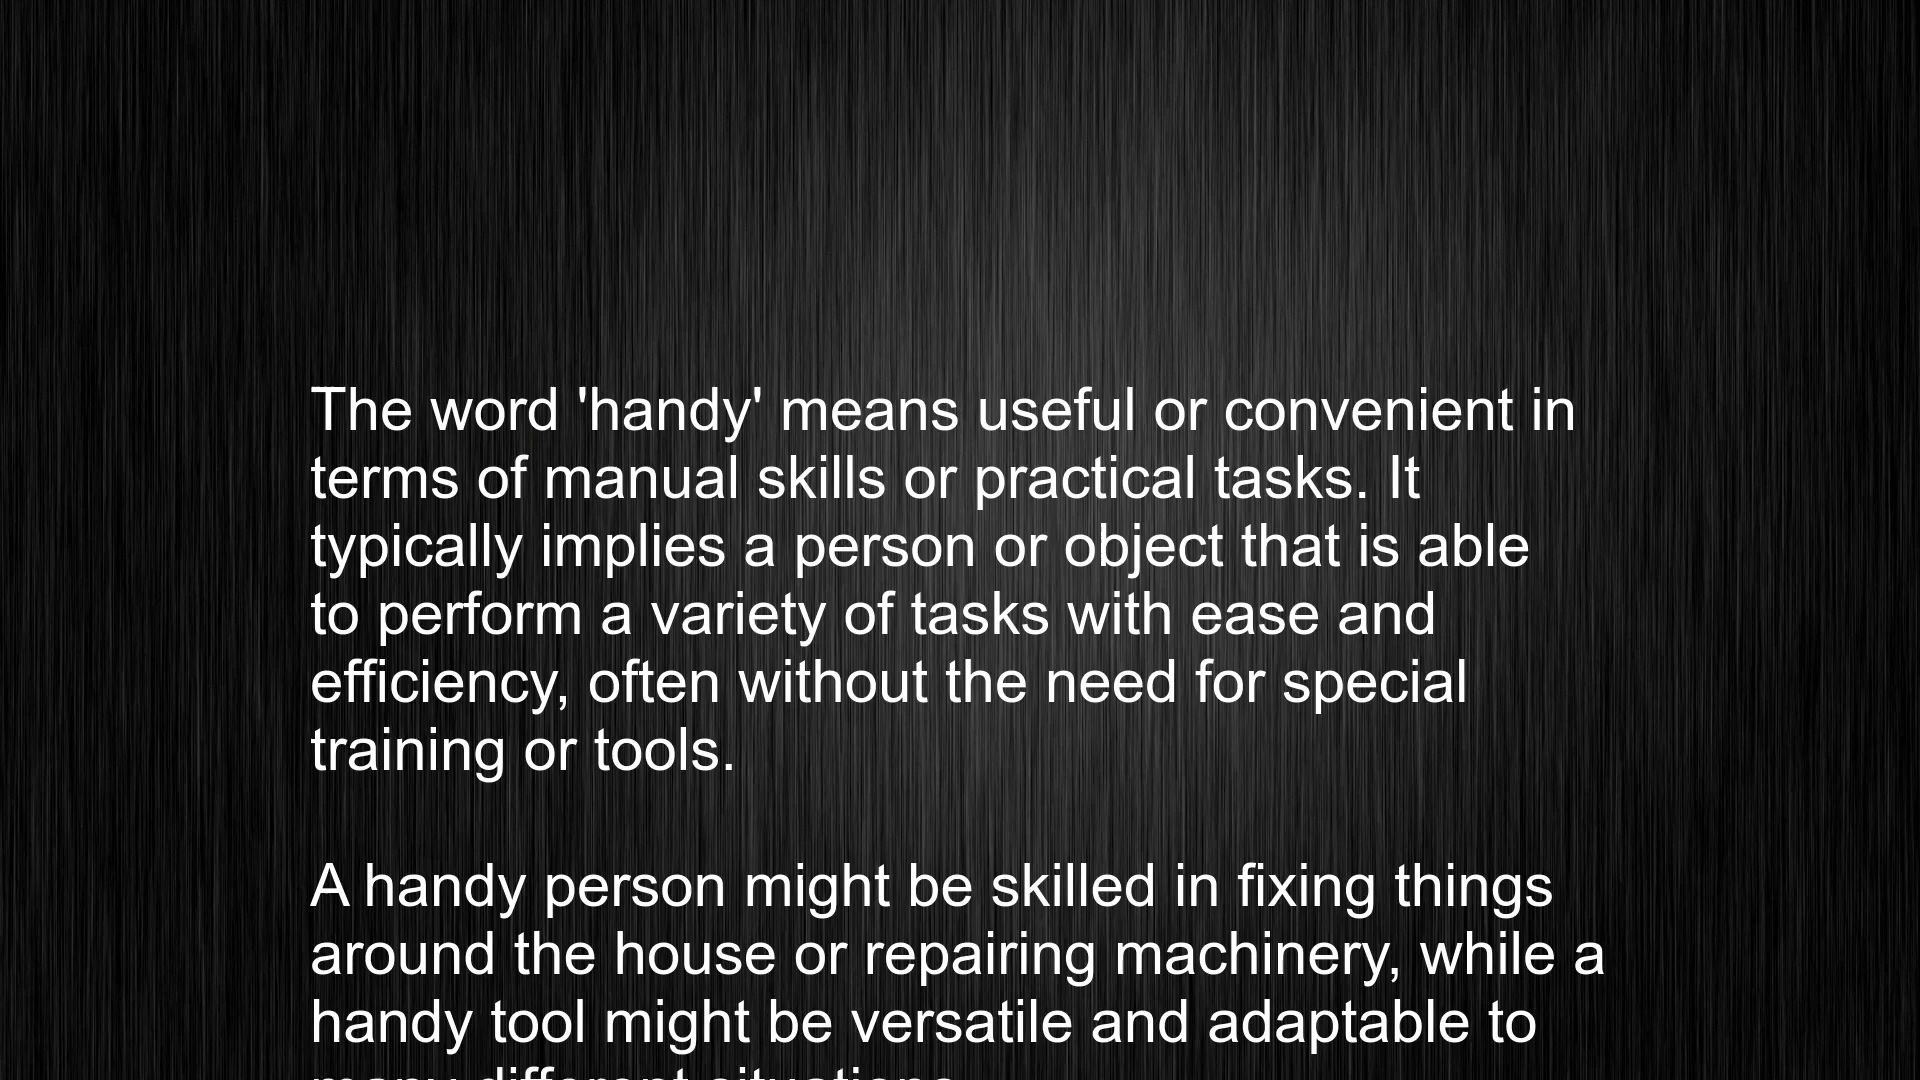 The word 'handy' means useful or convenient in
terms of manual skills or practical tasks. It
typically implies a person or object that is able
to perform a variety of tasks with ease and
efficiency, often without the need for special
training or tools.
A handy person might be skilled in fixing things
around the house or repairing machinery, while a
handy tool might be versatile and adaptable to
many different situations